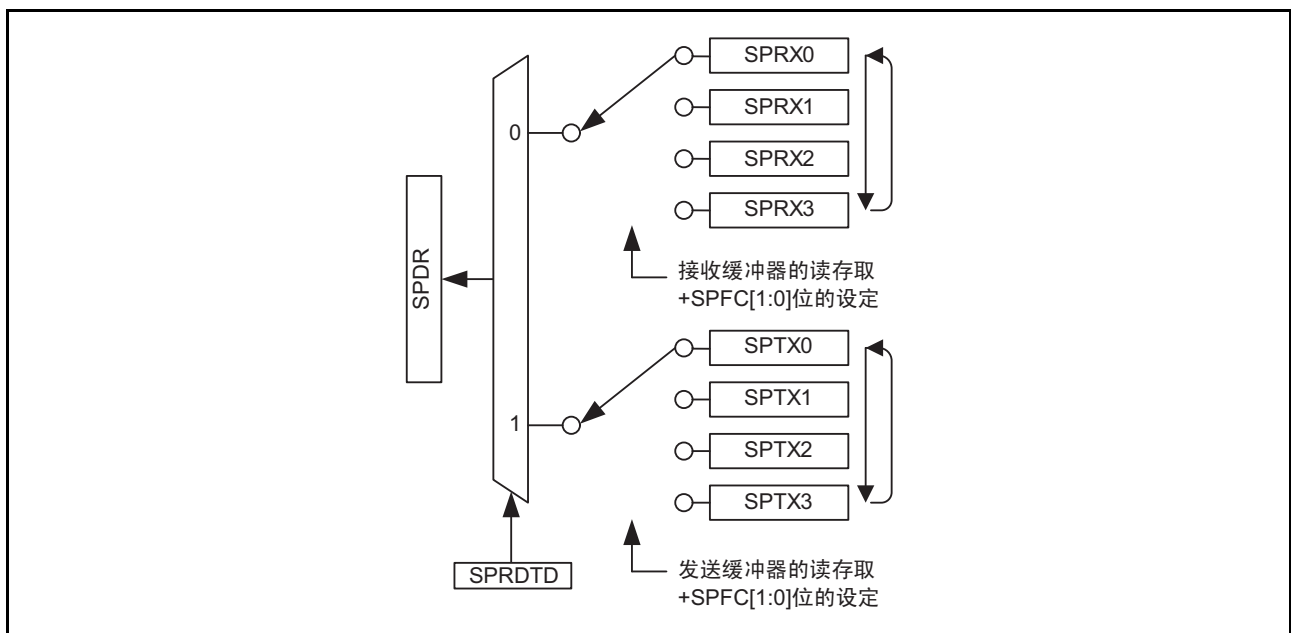 SPRX0
SPRX1
0
SPRX2
SPRX3
SPDR
接收缓冲器的读存取
+SPFC[1:0]位的设定
SPTX0
SPTX1
1
SPTX2
SPTX3
SPRDTD
发送缓冲器的读存取
+SPFC[1:0]位的设定